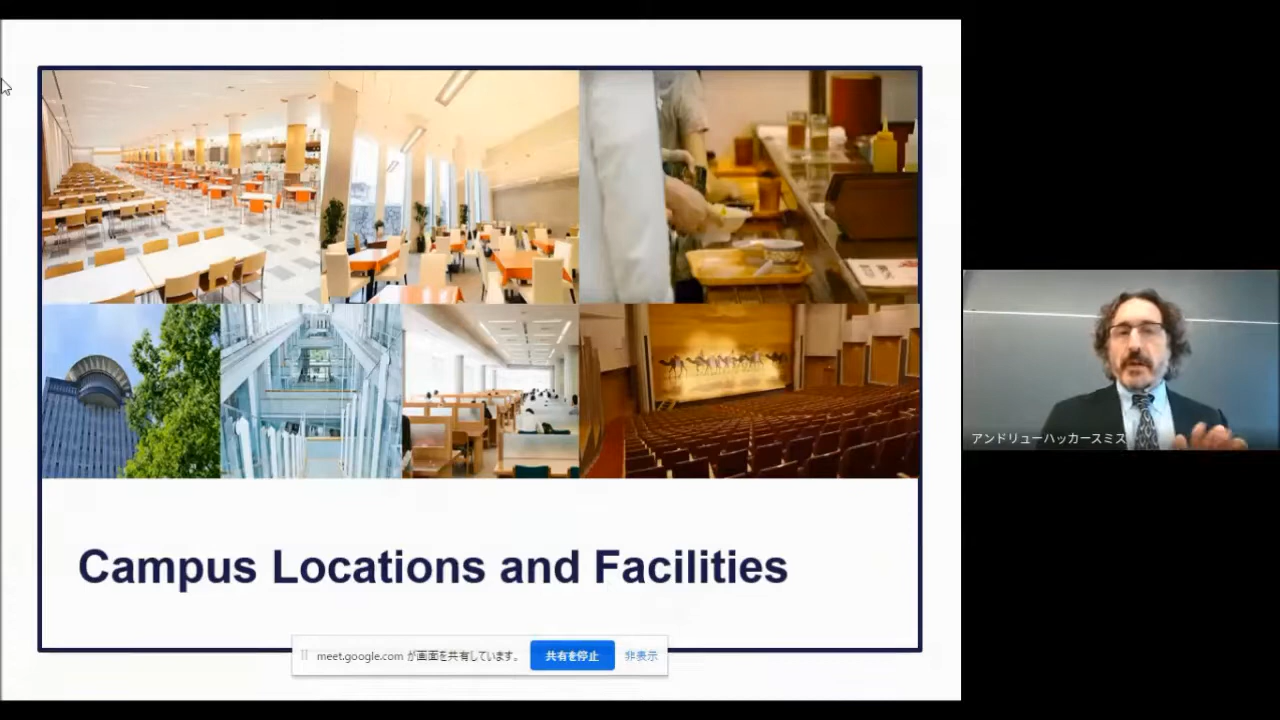 アンドリューハッカースミス
Campus Locations and Facilities
meet.google.com が画面を共有しています。
共有を停止
非表示